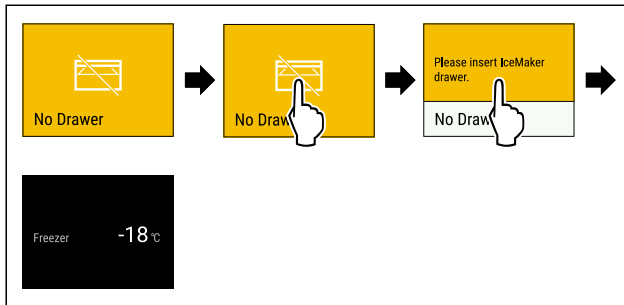 No Drawer
No Draw
Please insert IceMaker
drawer.
No Draw
Freezer
-18 °C